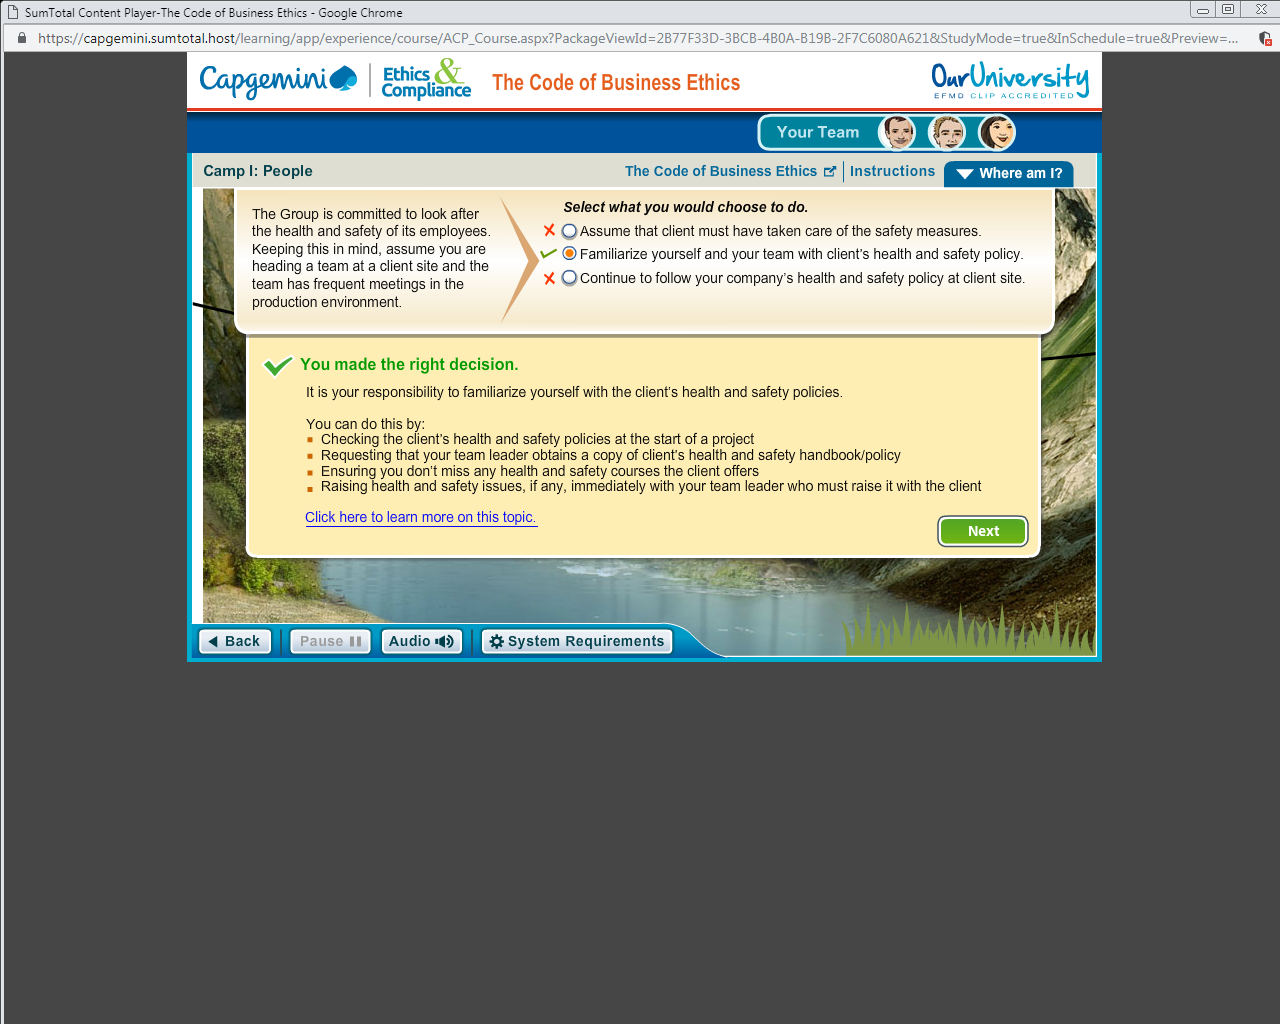 SumTotal Content Player-The Code of Business Ethics - Google Chrome
https://capgemini.sumtotal.host/learning/app/experience/course/ACP_Course.aspx?PackageViewId=2B77F33D-3BCB-4B0A-B19B-2F7C6080A621&StudyMode=true&InSchedule=true&Preview=...
Capgemini
Ethics &
Compliance
The Code of Business Ethics
OurUniversity
EFMD CLIP ACCREDITED
Your Team
Camp I: People
The Code of Business Ethics
Instructions
Where am I?
The Group is committed to look after
the health and safety of its employees.
Keeping this in mind, assume you are
heading a team at a client site and the
team has frequent meetings in the
production environment.
Select what you would choose to do.
Assume that client must have taken care of the safety measures.
Familiarize yourself and your team with client's health and safety policy.
Continue to follow your company's health and safety policy at client site.
You made the right decision.
It is your responsibility to familiarize yourself with the client's health and safety policies.
You can do this by:
Checking the client's health and safety policies at the start of a project
Requesting that your team leader obtains a copy of client's health and safety handbook/policy
Ensuring you don't miss any health and safety courses the client offers
Raising health and safety issues, if any, immediately with your team leader who must raise it with the client
Click here to learn more on this topic.
Next
Back
Pause
Audio
System Requirements